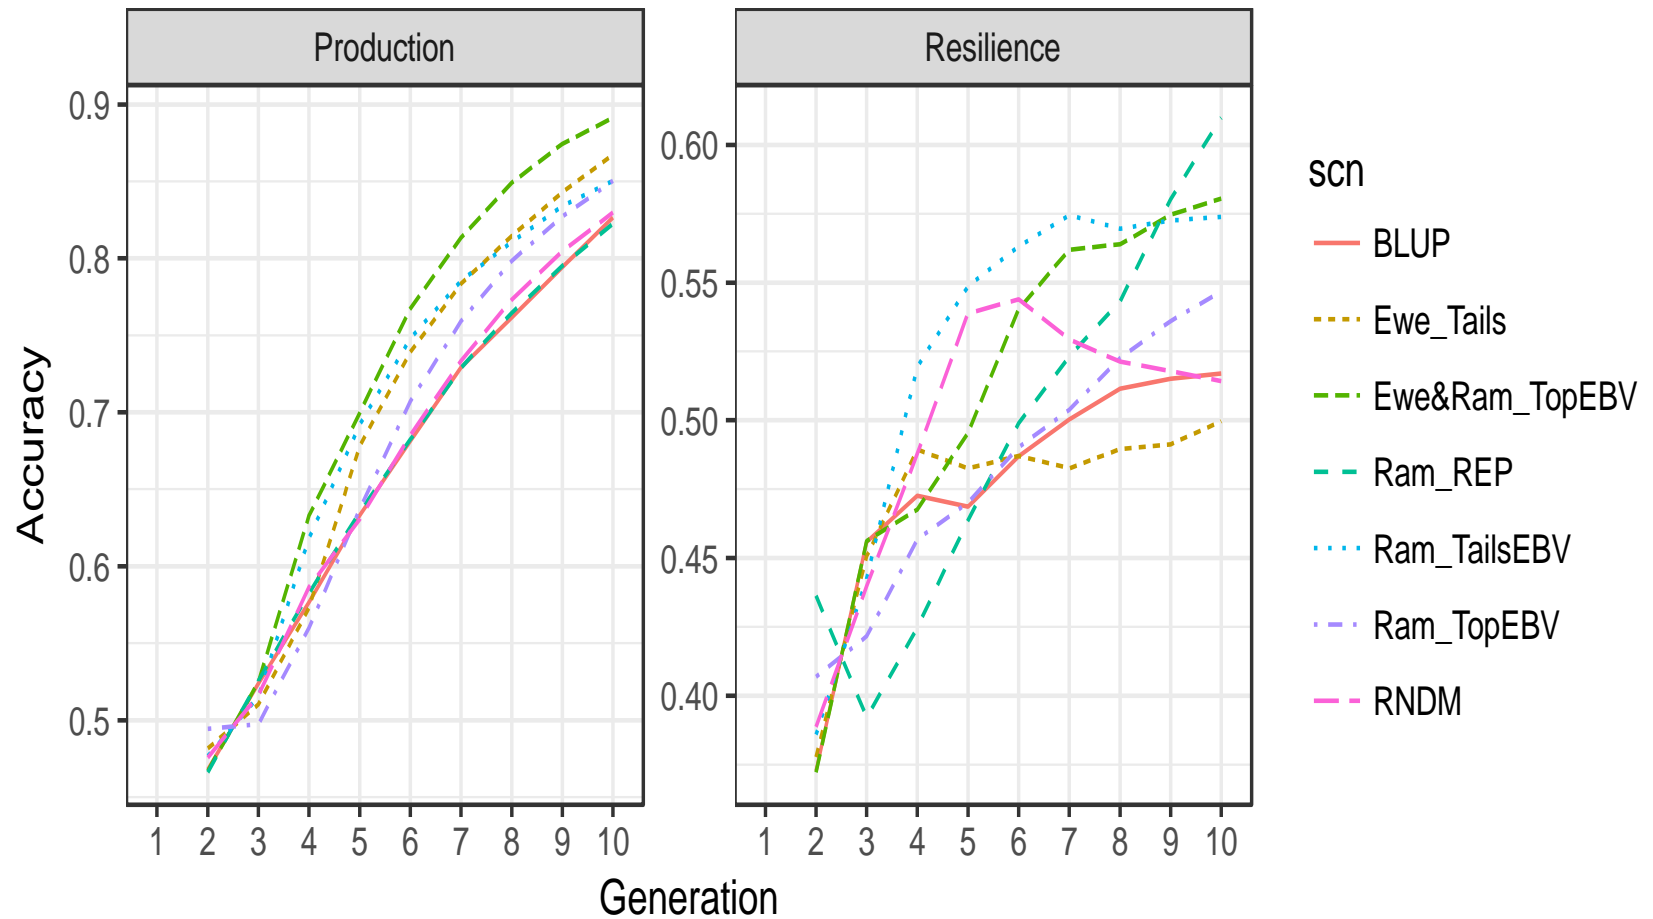 Production
Resilience
0.9
0.8
0.7
0.6
0.5
0.60
0.55
0.50
0.45
0.40
Accuracy
1 2 3 4 5 6 7 8 9 10
1 2 3 4 5 6 7 8 9 10
Generation
scn
BLUP
Ewe_Tails
Ewe&Ram_TopEBV
Ram_REP
Ram_TailsEBV
Ram_TopEBV
RNDM